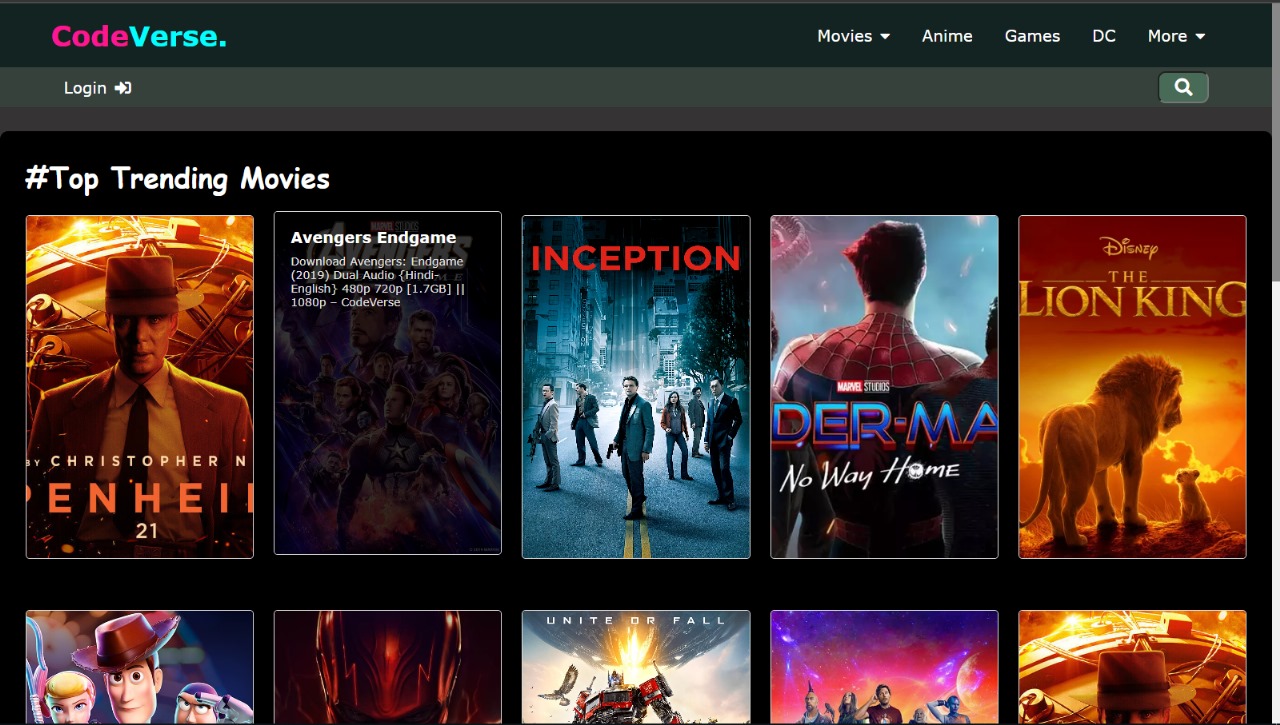 CodeVerse.
Movies Anime Games DC More
Login
#Top Trending Movies
BY CHRISTOPHER N
PENHEI
21
MARVEL STUDIOS
Avengers Endgame
Download Avengers: Endgame
(2019) Dual Audio {Hindi-
English} 480p 720p [1.7GB] ||
1080p – CodeVerse
INCEPTION
MARVEL STUDIOS
DER-MA
No Way Home
Disney
THE
LION KING
UNITE OR FALL